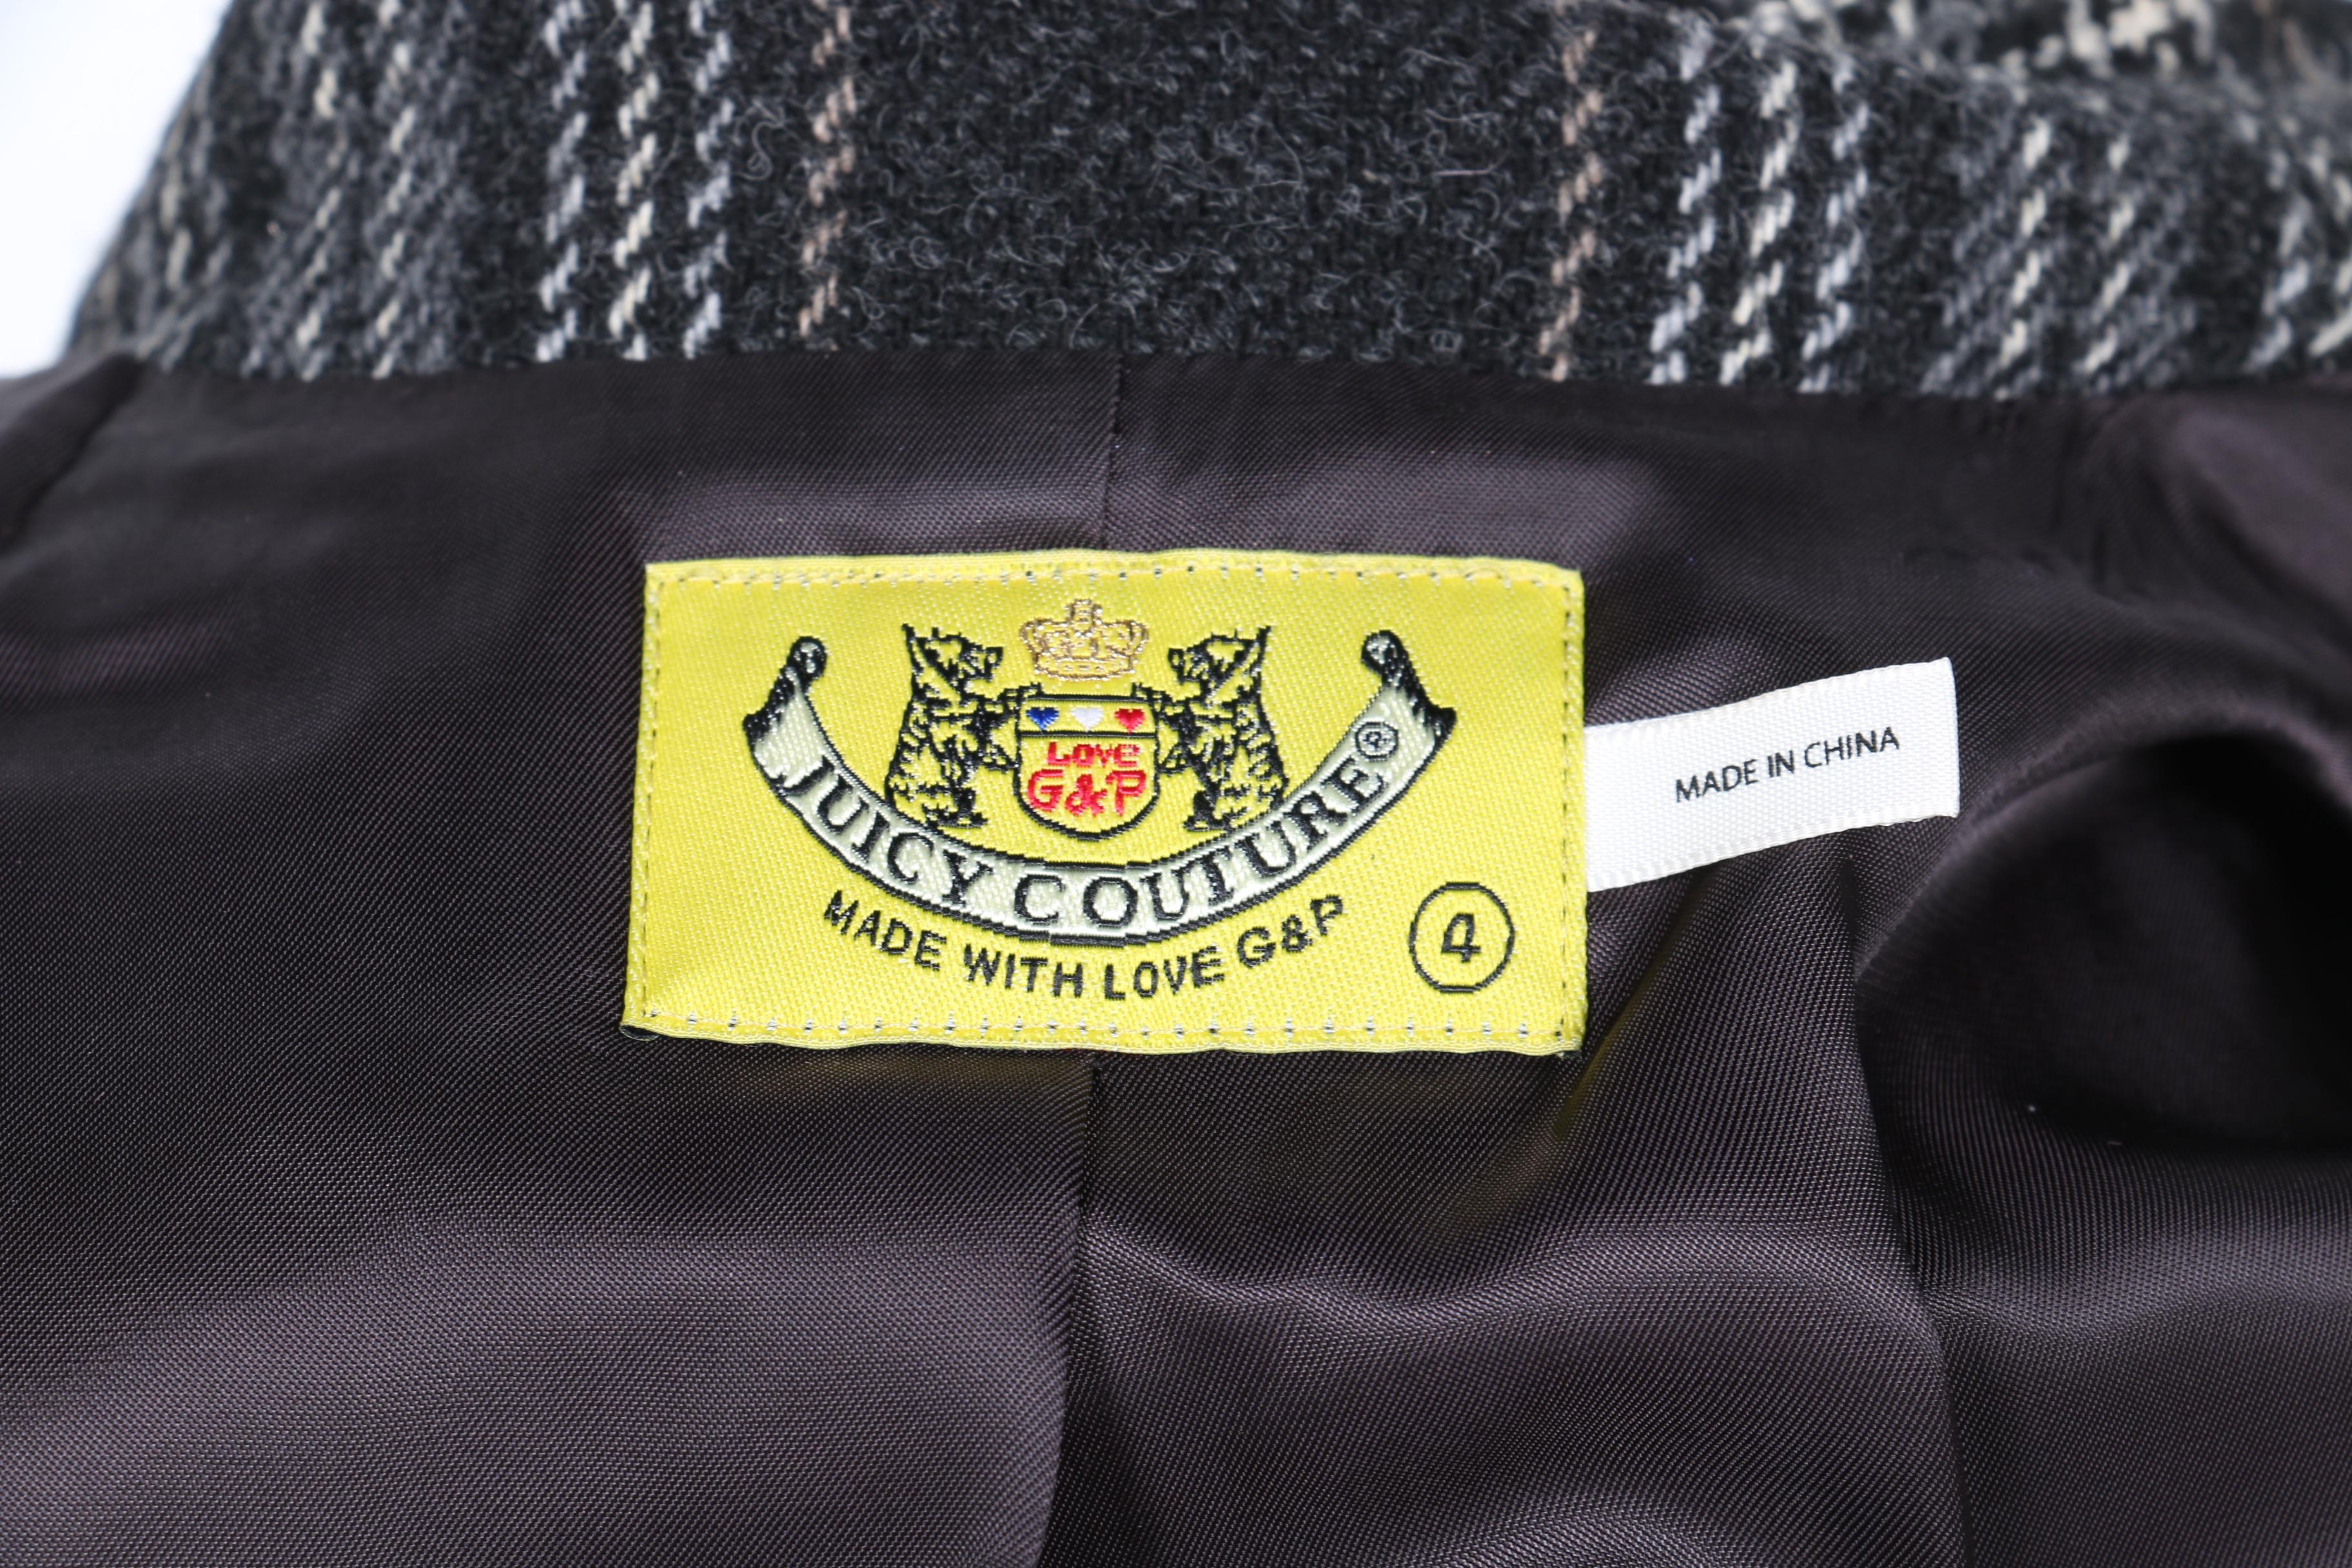 Love
G&P
JUICY COUTURE®
MADE WITH LOVE G&P
4
MADE IN CHINA